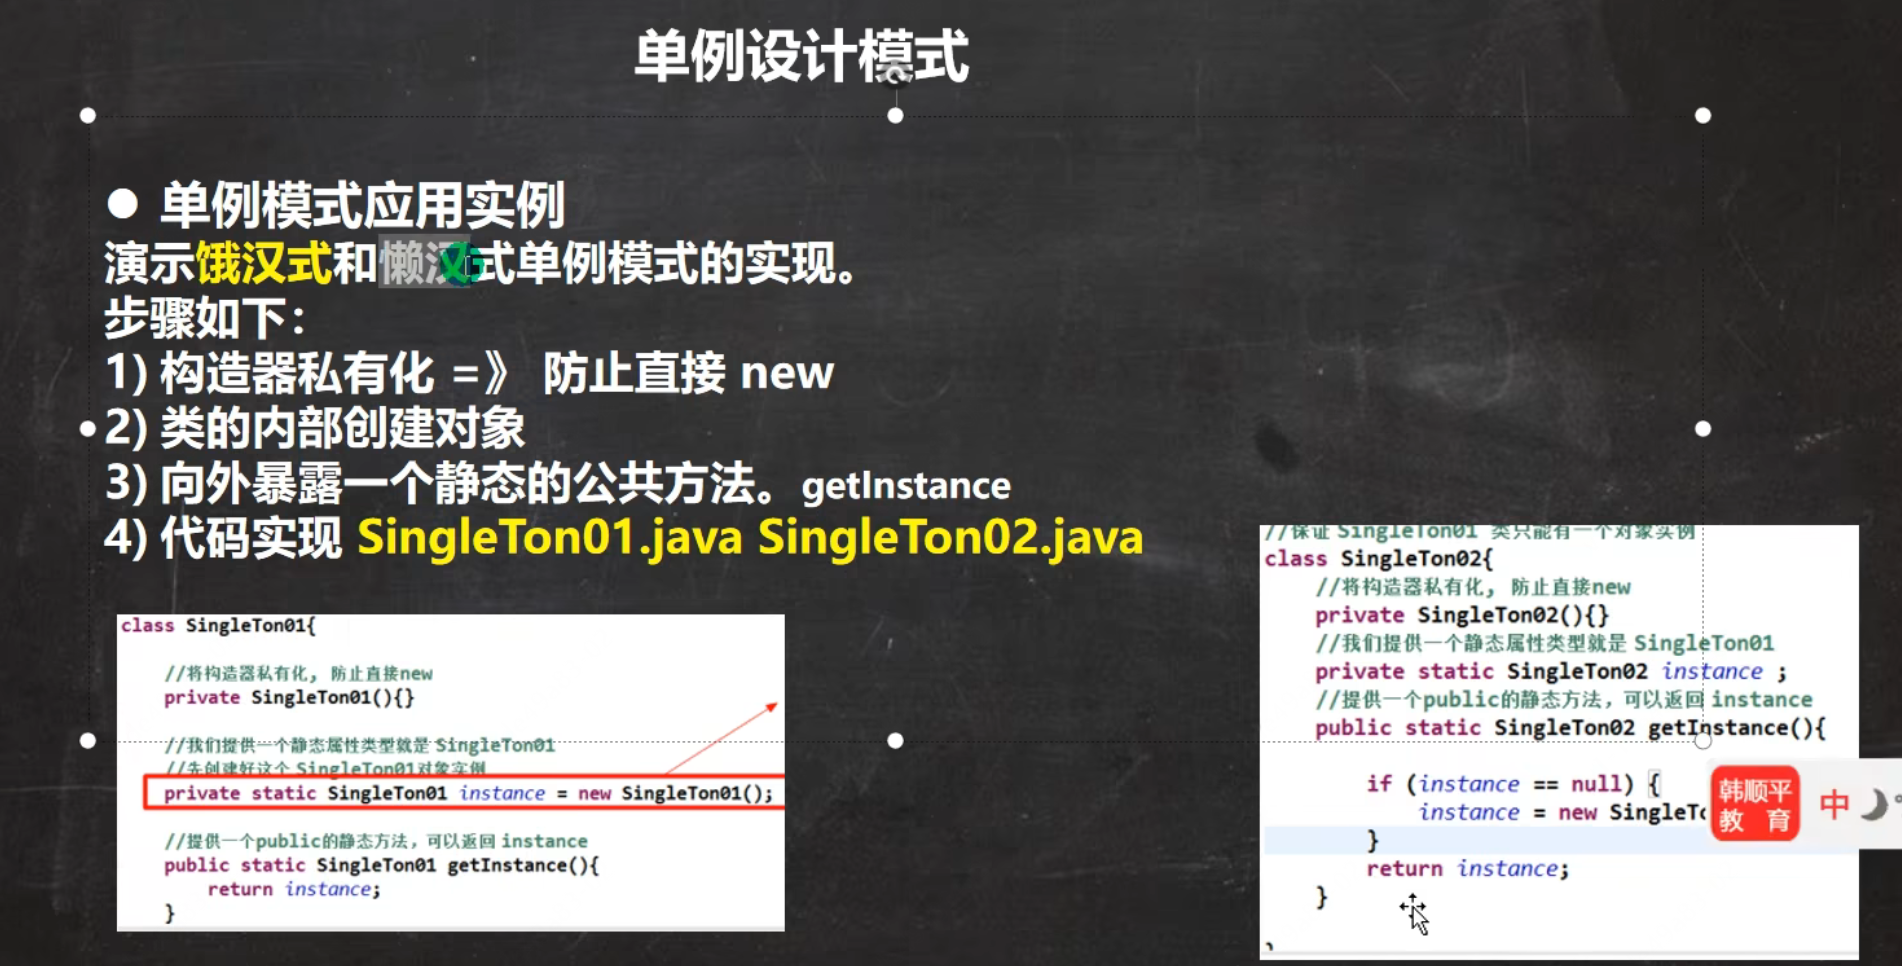 单例设计模式
● 单例模式应用实例
演示饿汉式和懒汉式单例模式的实现。
步骤如下：
1) 构造器私有化 =》 防止直接 new
2) 类的内部创建对象
3) 向外暴露一个静态的公共方法。getInstance
4) 代码实现 SingleTon01.java SingleTon02.java
class SingleTon01{
//将构造器私有化, 防止直接new
private SingleTon01(){}
//我们提供一个静态属性类型就是 SingleTon01
//先创建好这个 SingleTon01对象实例
private static SingleTon01 instance = new SingleTon01();
//提供一个public的静态方法，可以返回 instance
public static SingleTon01 getInstance(){
return instance;
}
//保证 SingleTon01 类只能有一个对象实例
class SingleTon02{
//将构造器私有化, 防止直接new
private SingleTon02(){}
//我们提供一个静态属性类型就是 SingleTon01
private static SingleTon02 instance ;
//提供一个public的静态方法，可以返回 instance
public static SingleTon02 getInstance(){
if (instance == null) {
instance = new SingleTo
}
return instance;
}
韩顺平
教 育
中